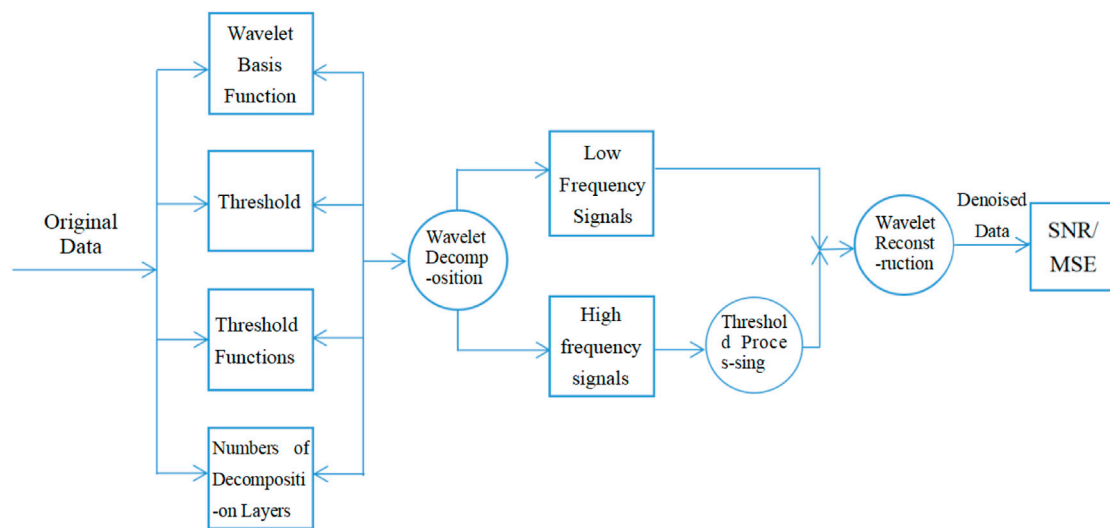 Original
Data
Wavelet
Basis
Function
Threshold
Threshold
Functions
Numbers of
Decompositi
-on Layers
Wavelet
Decomp
-osition
Low
Frequency
Signals
High
frequency
signals
Threshol
d Proce
s-sing
Wavelet
Reconst
-ruction
Denoised
Data
SNR/
MSE